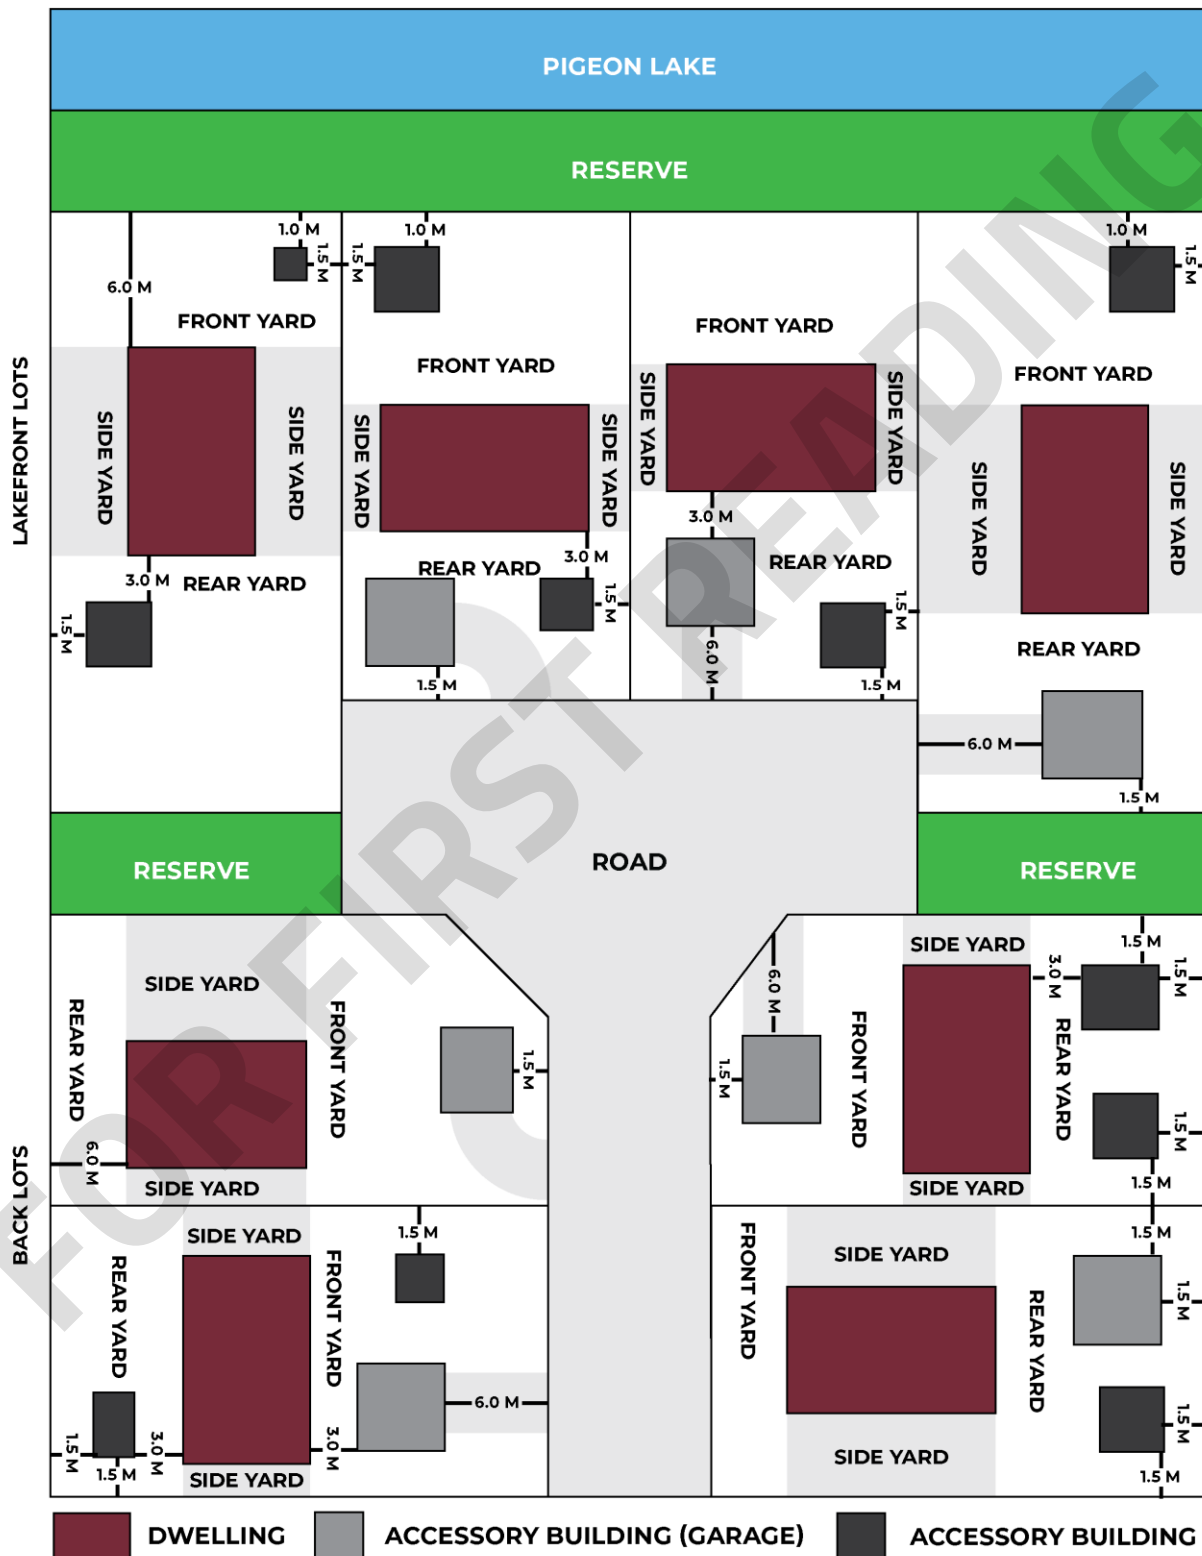 PIGEON LAKE
RESERVE
LAKEFRONT LOTS
1.0 M
1.5 M
1.5 M
1.0 M
1.0 M
1.5 M
6.0 M
FRONT YARD
FRONT YARD
FRONT YARD
FRONT YARD
SIDE YARD
SIDE YARD
SIDE YARD
SIDE YARD
SIDE YARD
SIDE YARD
SIDE YARD
SIDE YARD
3.0 M
REAR YARD
1.5 M
REAR YARD
3.0 M
1.5 M
1.5 M
3.0 M
REAR YARD
6.0 M
1.5 M
1.5 M
REAR YARD
6.0 M
1.5 M
RESERVE
ROAD
RESERVE
BACK LOTS
SIDE YARD
REAR YARD
FRONT YARD
1.5 M
6.0 M
SIDE YARD
6.0 M
1.5 M
FRONT YARD
SIDE YARD
3.0 M
1.5 M
1.5 M
REAR YARD
1.5 M
1.5 M
SIDE YARD
SIDE YARD
REAR YARD
FRONT YARD
1.5 M
6.0 M
1.5 M
1.5 M
3.0 M
3.0 M
SIDE YARD
FRONT YARD
SIDE YARD
REAR YARD
1.5 M
1.5 M
1.5 M
SIDE YARD
DWELLING
ACCESSORY BUILDING (GARAGE)
ACCESSORY BUILDING
FOR FIRST READING